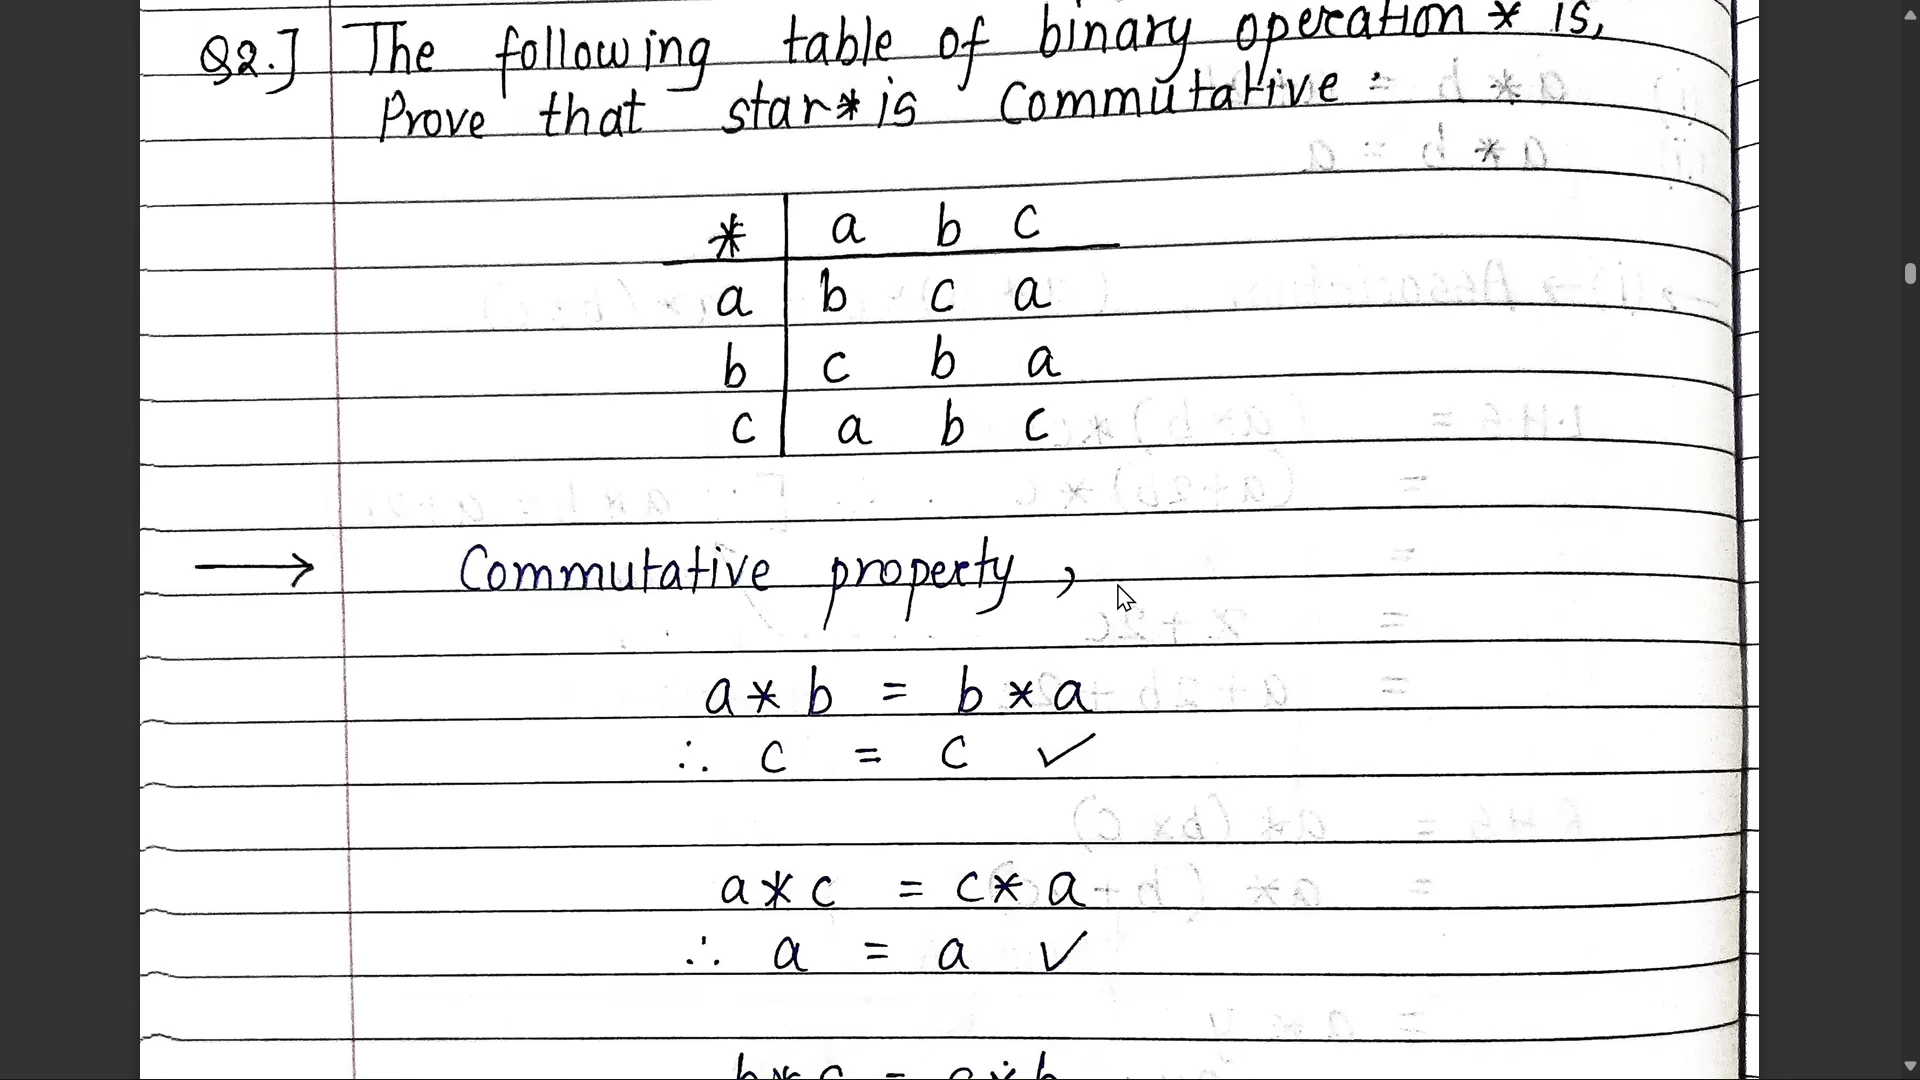 Q2.] The following table of binary operation * is,
Prove that star * is Commutative :
* a b c
a b c a
b c b a
c a b c
→ Commutative property ,
a * b = b * a
∴ c = c ✓
a * c = c * a
∴ a = a ✓
b * c = c * b